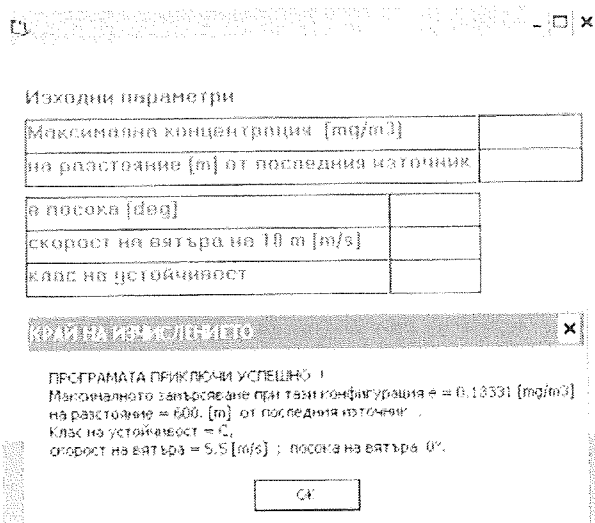 Изходни параметри
Максимална концентрация [mg/m3]
на разстояние [m] от последния източник
в посока [deg]
скорост на вятъра на 10 m [m/s]
клас на устойчивост
КРАЙ НА ИЗЧИСЛЕНИЕТО
ПРОГРАМАТА ПРИКЛЮЧИ УСПЕШНО !
Максималното замърсяване при тази конфигурация е = 0.13331 [mg/m3]
на разстояние = 600. [m] от последния източник .
Клас на устойчивост = C,
скорост на вятъра = 5.5 [m/s] ; посока на вятъра 0°.
OK